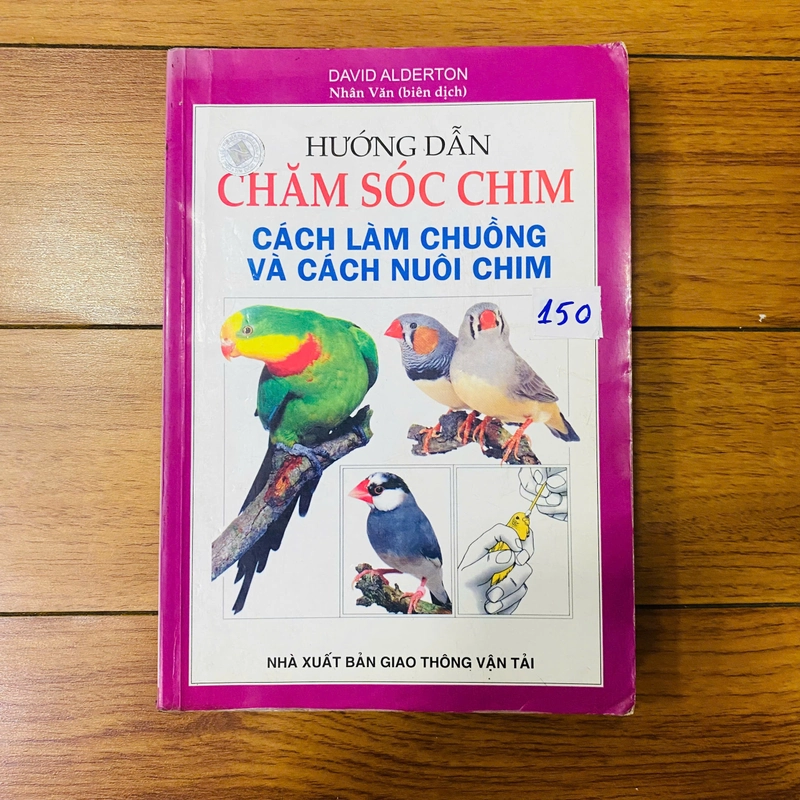 DAVID ALDERTON
Nhân Văn (biên dịch)
HƯỚNG DẪN
CHĂM SÓC CHIM
CÁCH LÀM CHUỒNG
VÀ CÁCH NUÔI CHIM
150
NHÀ XUẤT BẢN GIAO THÔNG VẬN TẢI